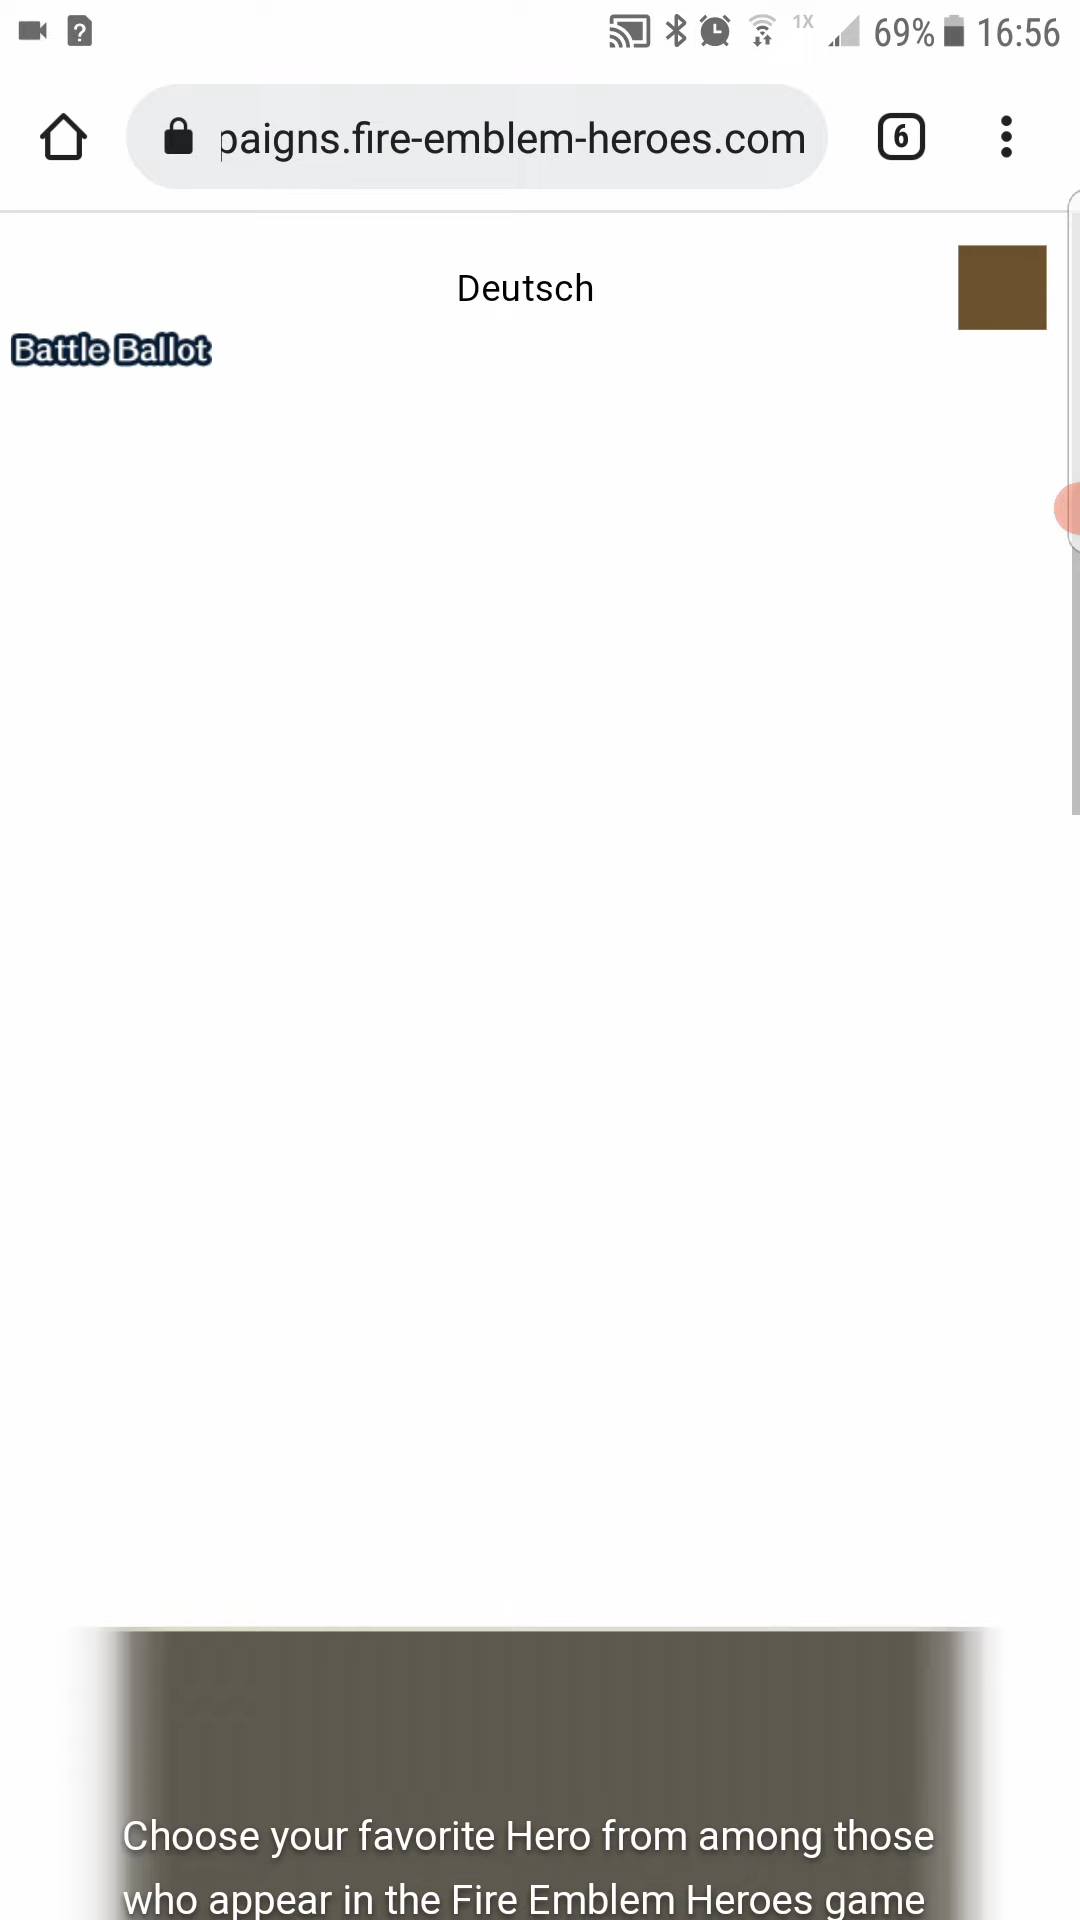 1X 69% 16:56
paigns.fire-emblem-heroes.com 6
Deutsch
Battle Ballot
Choose your favorite Hero from among those
who appear in the Fire Emblem Heroes game